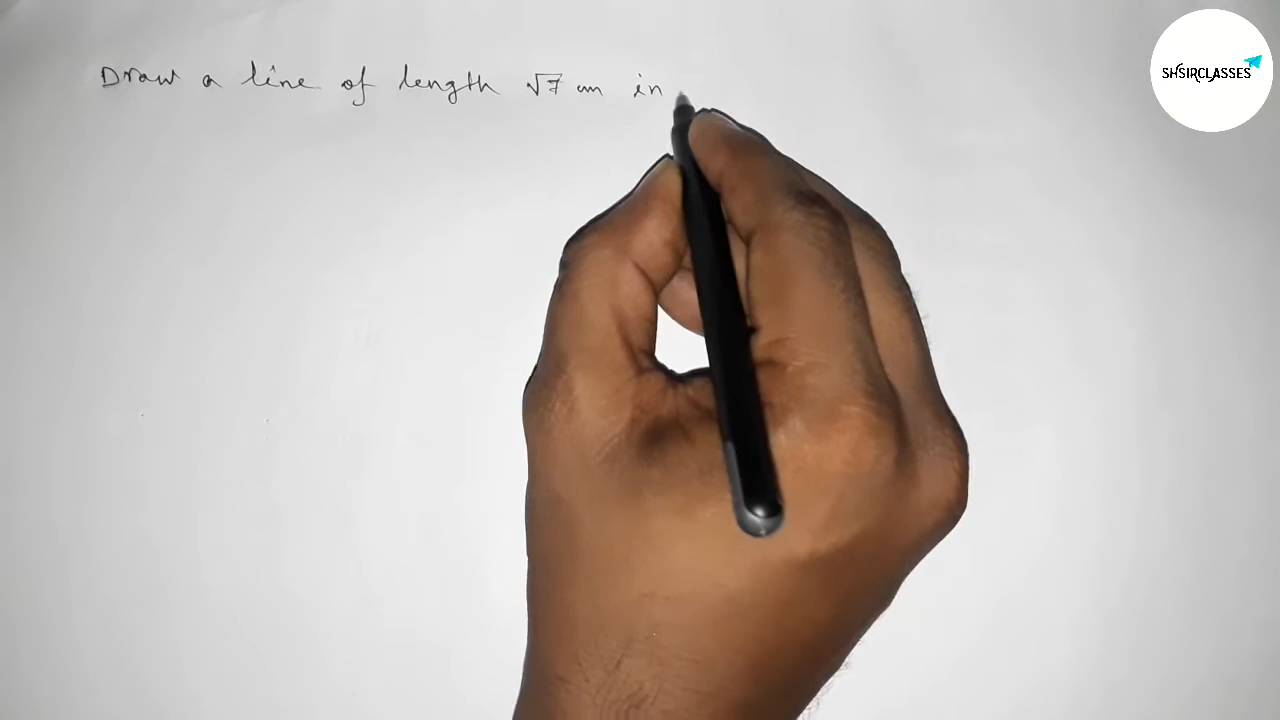 Draw a line of length √7 cm in
SHSIRCLASSES